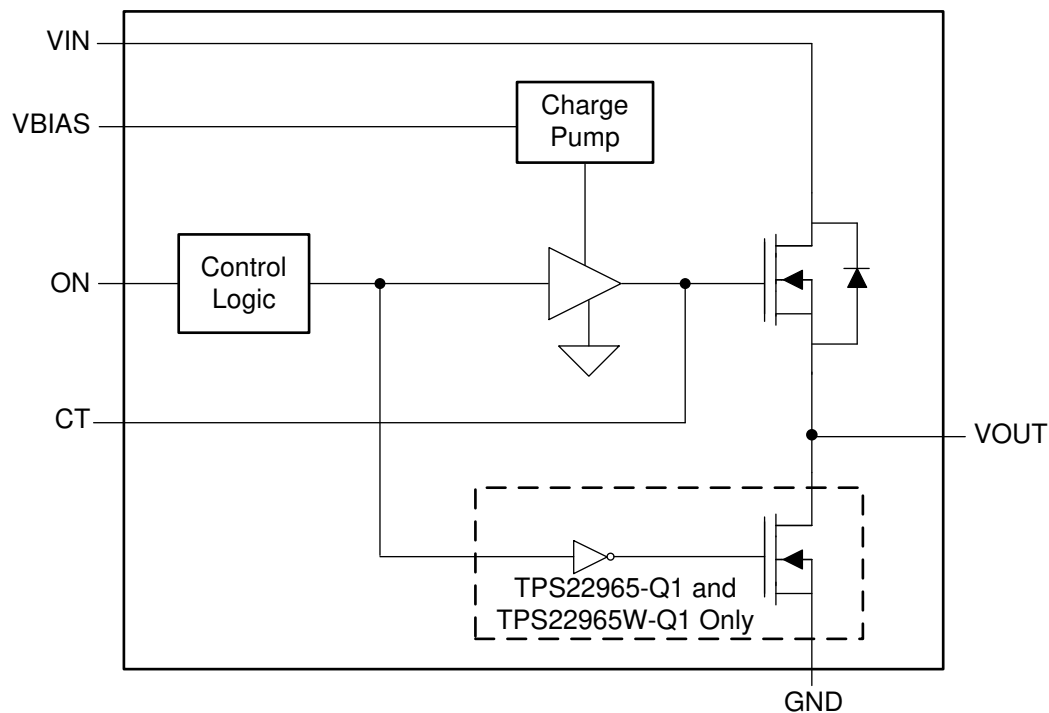 VIN
Charge
Pump
VBIAS
Control
Logic
ON
CT
VOUT
TPS22965-Q1 and
TPS22965W-Q1 Only
GND